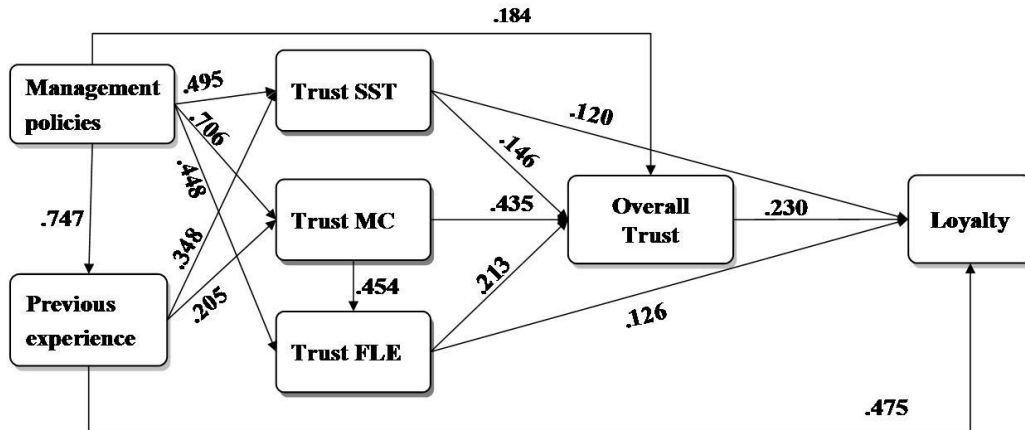 .184
Management
policies
.495
Trust SST
-.120
.706
.146
.448
Trust MC
.435
Overall
Trust
.230
Loyalty
.747
.348
.213
.454
Previous
experience
.205
Trust FLE
.126
.475